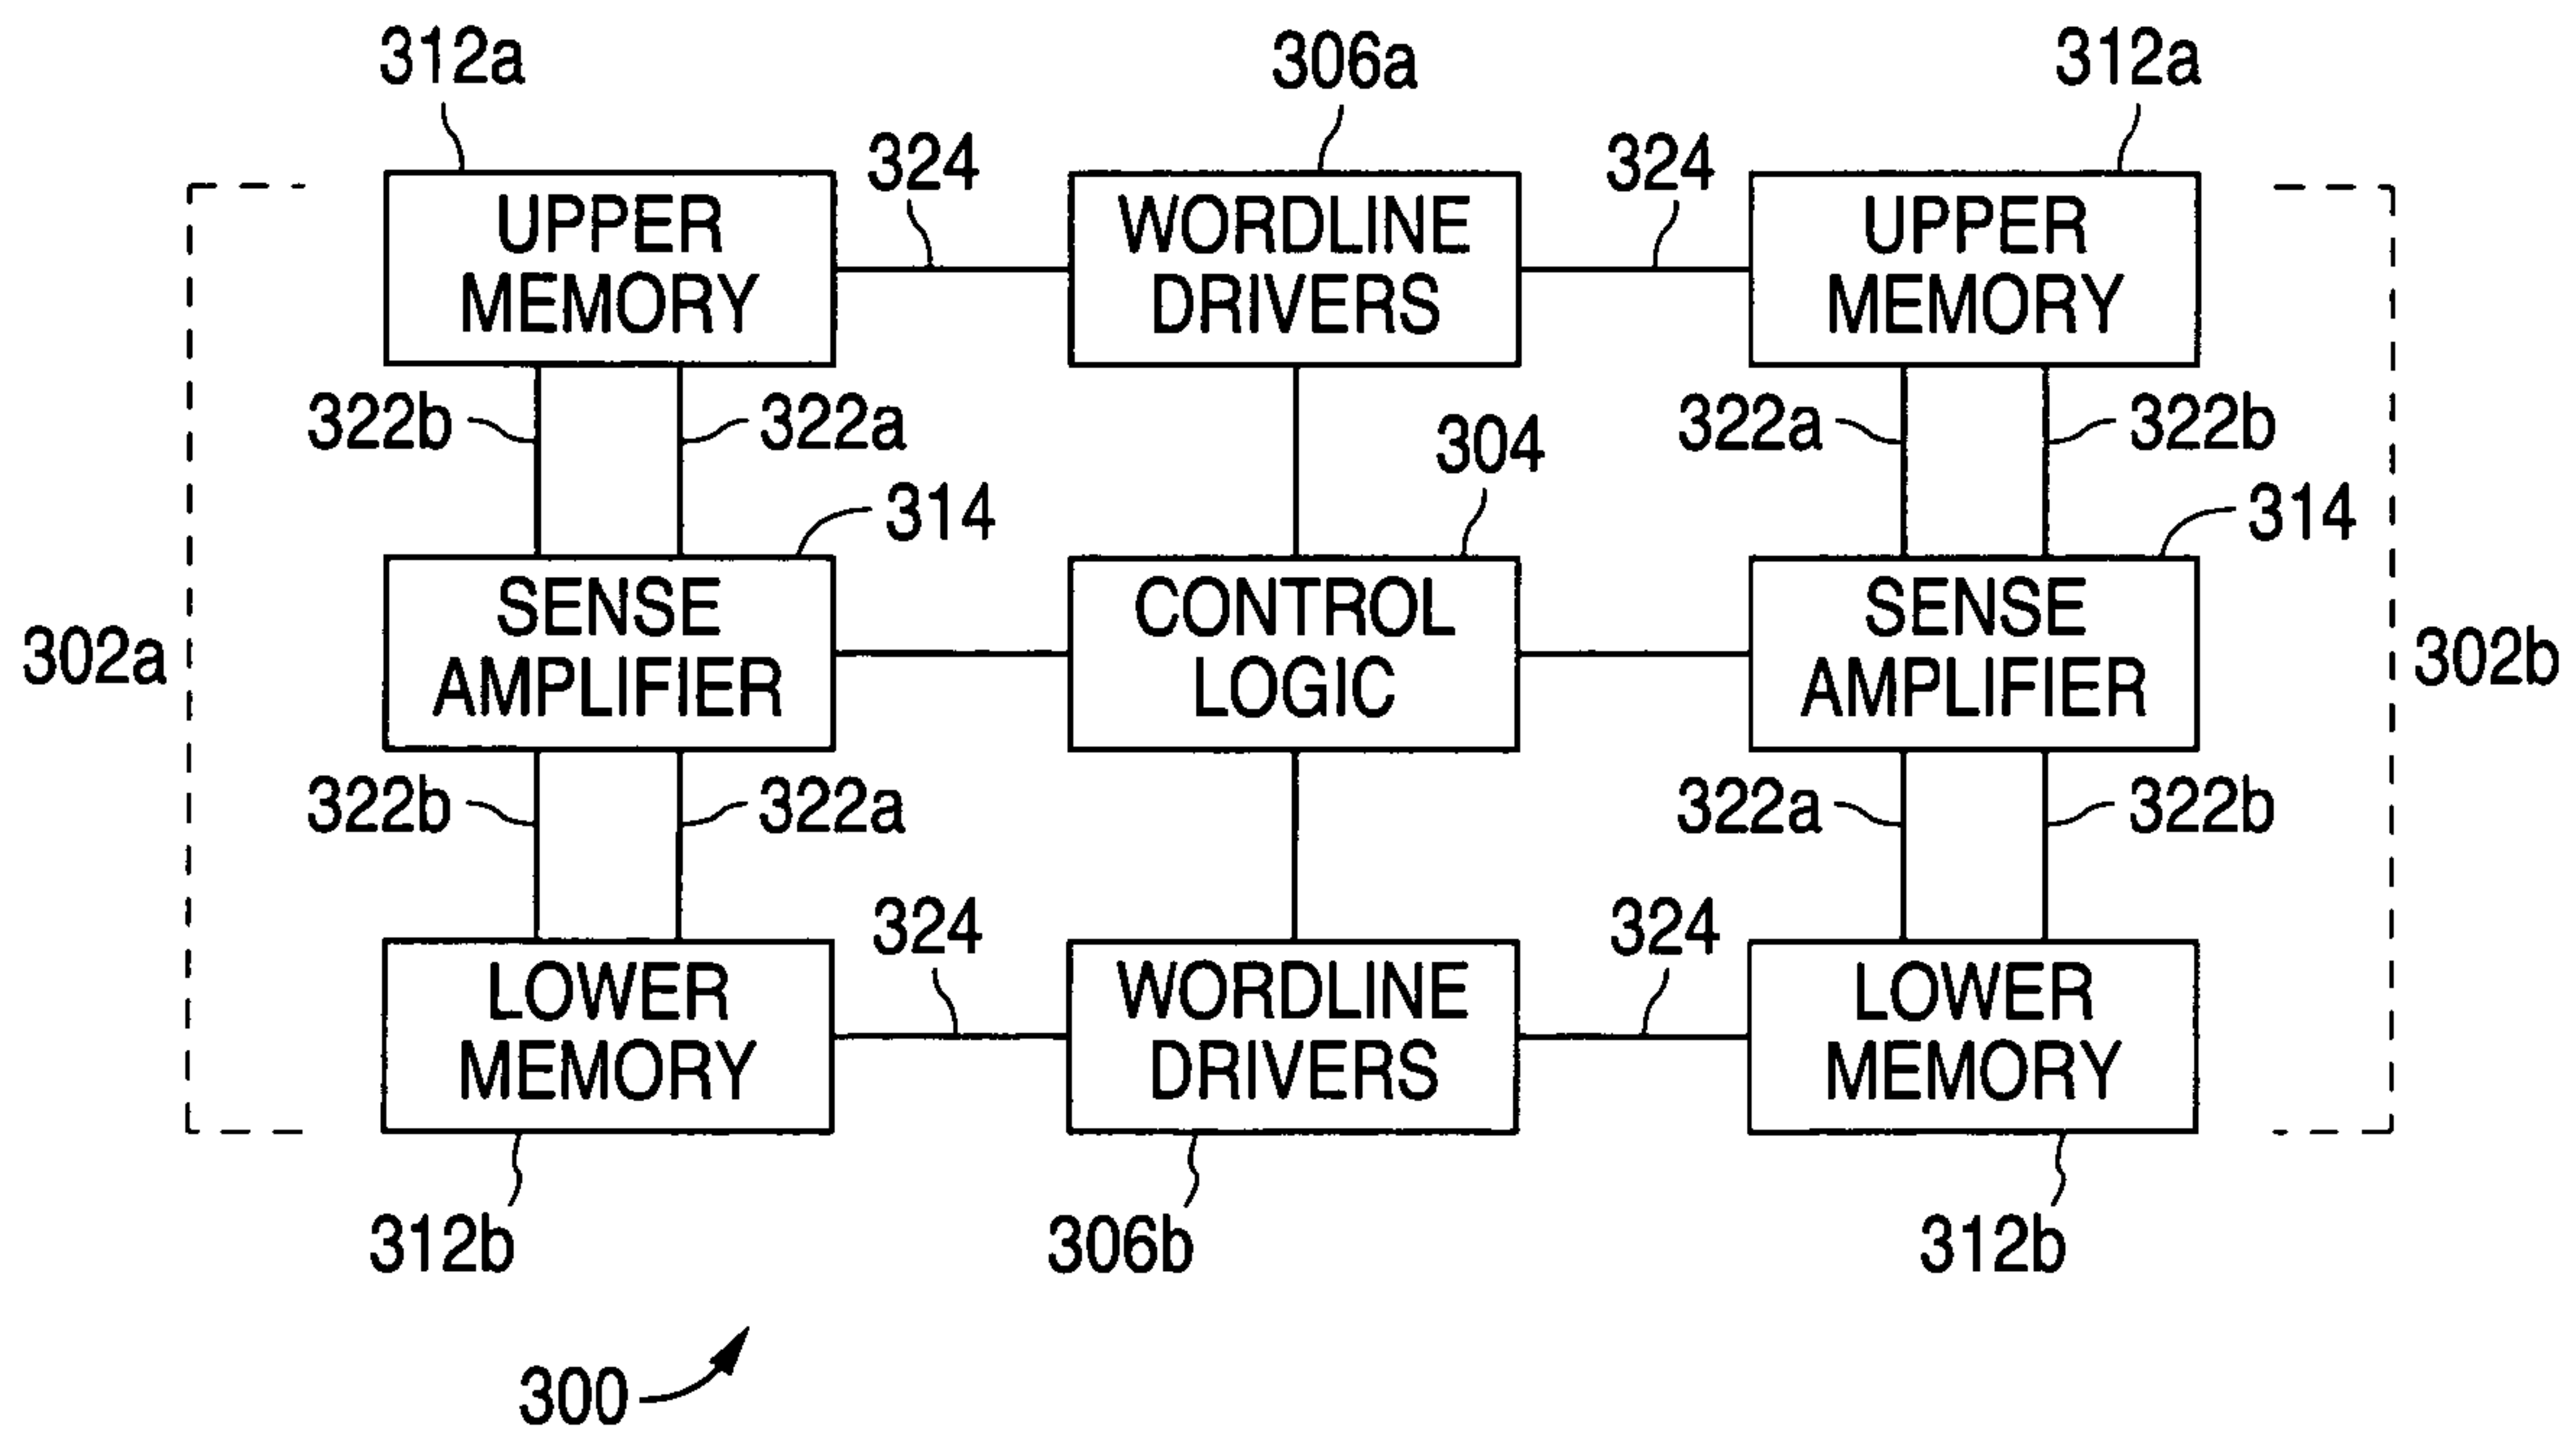 312a
306a
312a
324
324
UPPER
MEMORY
WORDLINE
DRIVERS
UPPER
MEMORY
322b
322a
322a
322b
304
314
314
SENSE
AMPLIFIER
CONTROL
LOGIC
SENSE
AMPLIFIER
302a
302b
322b
322a
322a
322b
324
324
LOWER
MEMORY
WORDLINE
DRIVERS
LOWER
MEMORY
312b
306b
312b
300